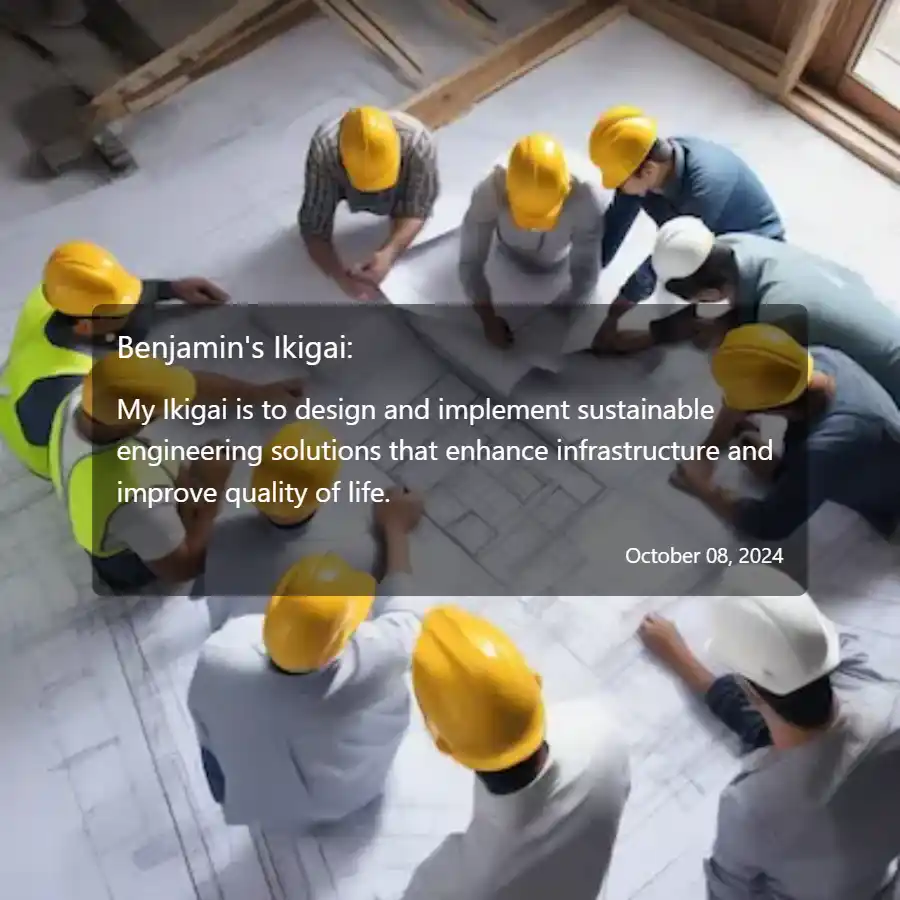 Benjamin's Ikigai:
My Ikigai is to design and implement sustainable
engineering solutions that enhance infrastructure and
improve quality of life.
October 08, 2024